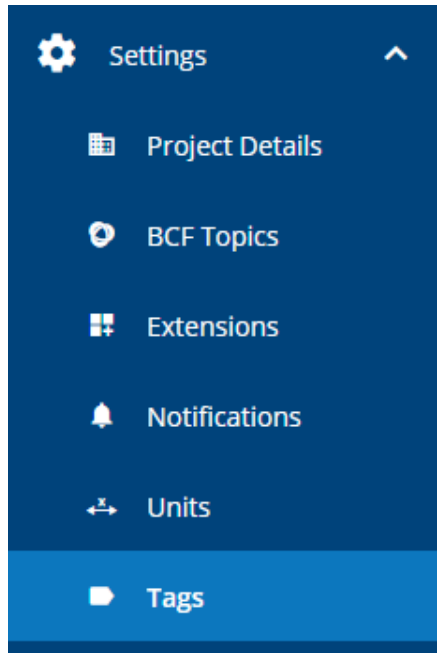 Settings
Project Details
BCF Topics
Extensions
Notifications
Units
Tags